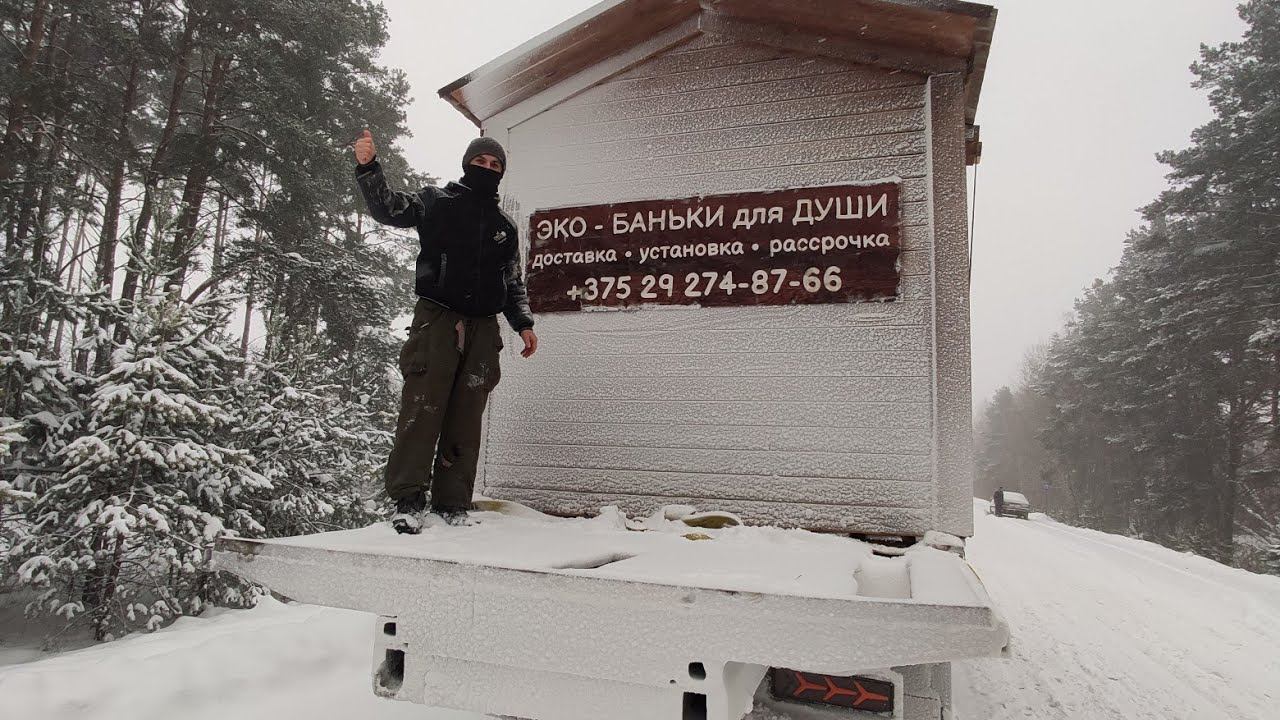 ЭКО - БАНЬКИ для ДУШИ
доставка • установка • рассрочка
+375 29 274-87-66